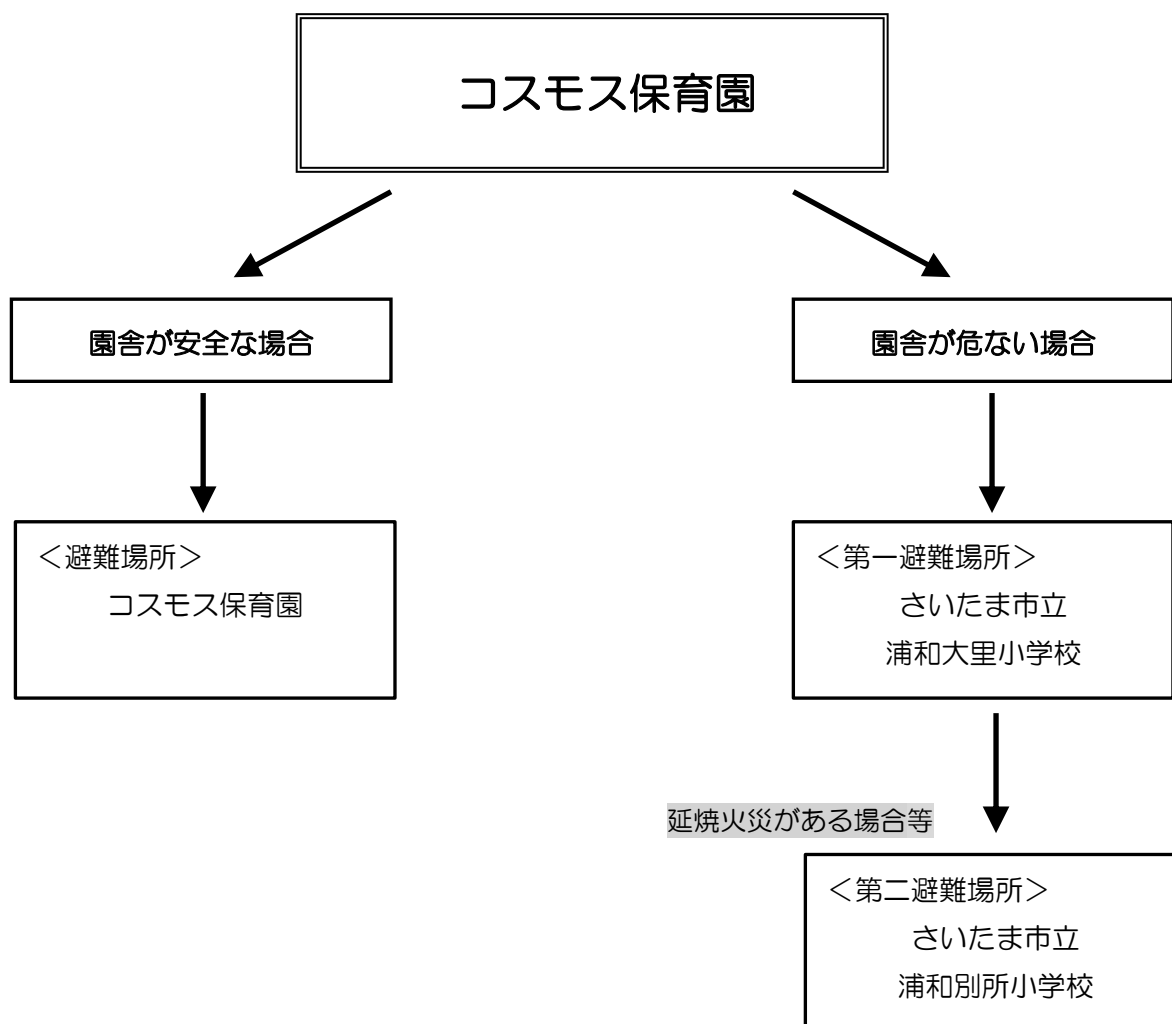 コスモス保育園
園舎が安全な場合
園舎が危ない場合
＜避難場所＞
コスモス保育園
＜第一避難場所＞
さいたま市立
浦和大里小学校
延焼火災がある場合等
＜第二避難場所＞
さいたま市立
浦和別所小学校